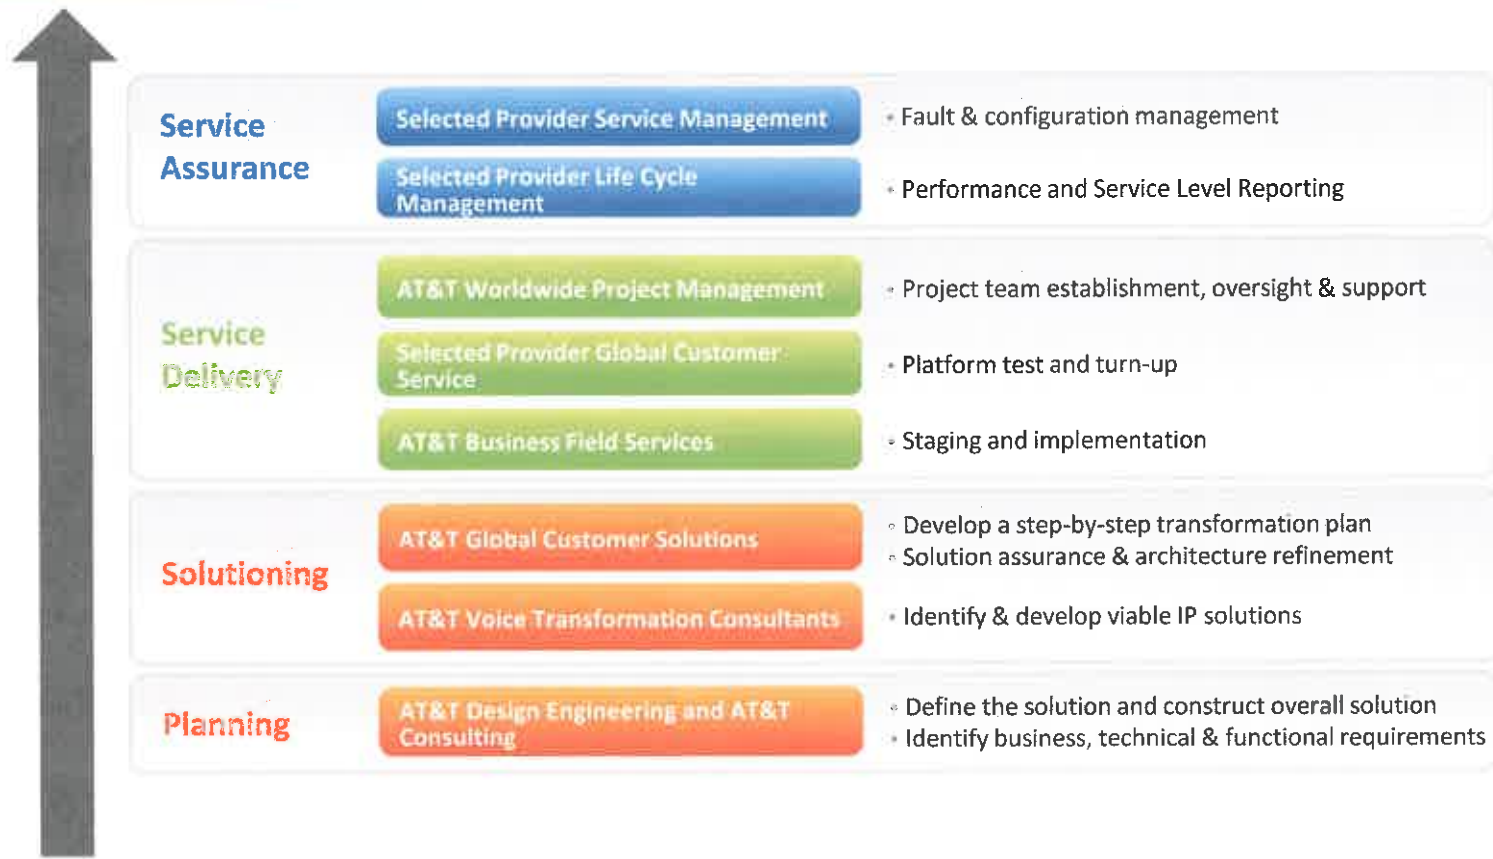 Service
Assurance
Selected Provider Service Management
• Fault & configuration management
Selected Provider Life Cycle
Management
• Performance and Service Level Reporting
Service
Delivery
AT&T Worldwide Project Management
• Project team establishment, oversight & support
Selected Provider Global Customer
Service
• Platform test and turn-up
AT&T Business Field Services
• Staging and implementation
Solutioning
AT&T Global Customer Solutions
• Develop a step-by-step transformation plan
• Solution assurance & architecture refinement
AT&T Voice Transformation Consultants
• Identify & develop viable IP solutions
Planning
AT&T Design Engineering and AT&T
Consulting
• Define the solution and construct overall solution
• Identify business, technical & functional requirements